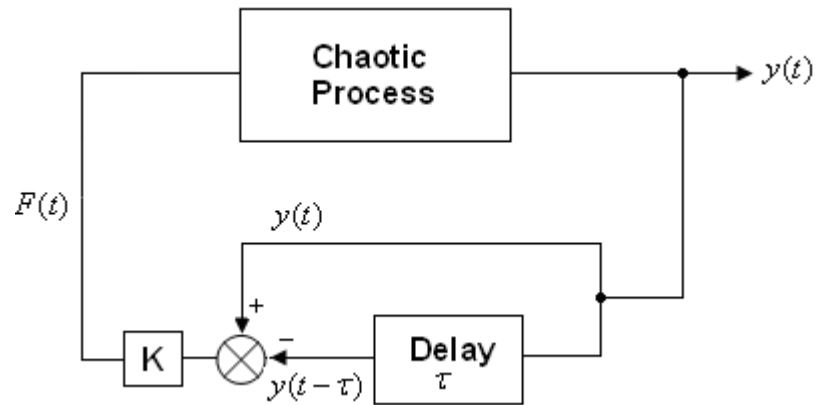 Chaotic
Process
y(t)
F(t)
y(t)
+
−
K
Delay
τ
y(t − τ)